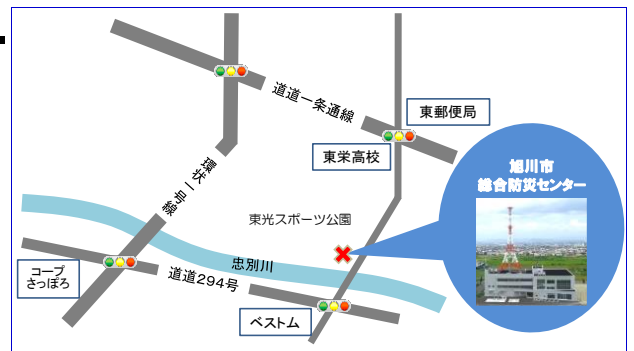 道道一条通線
東郵便局
東栄高校
環状一号線
旭川市
総合防災センター
東光スポーツ公園
忠別川
コープ
さっぽろ
道道294号
ベストム